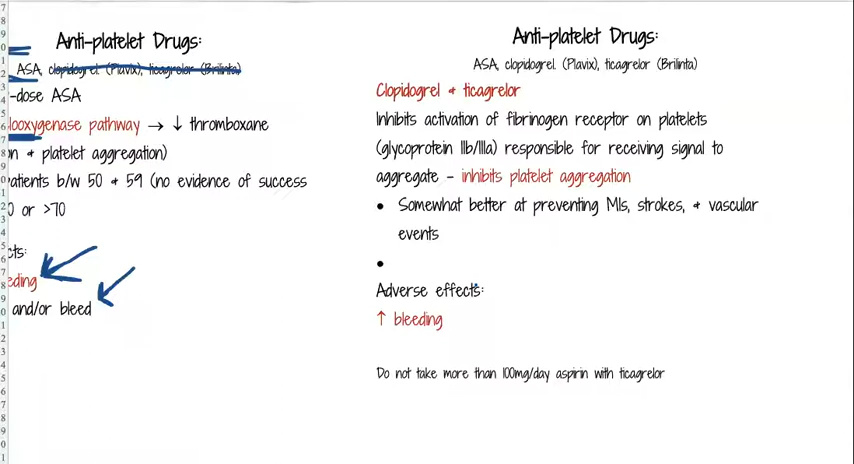 Anti-platelet Drugs:
ASA, clopidogrel (Plavix), ticagrelor (Brilinta)
-dose ASA
looxygenase pathway → ↓ thromboxane
n & platelet aggregation)
atients b/w 50 & 59 (no evidence of success
0 or >70
cts:
eding
and/or bleed
Anti-platelet Drugs:
ASA, clopidogrel (Plavix), ticagrelor (Brilinta)
Clopidogrel & ticagrelor
Inhibits activation of fibrinogen receptor on platelets
(glycoprotein IIb/IIIa) responsible for receiving signal to
aggregate - inhibits platelet aggregation
• Somewhat better at preventing MIs, strokes, & vascular
events
•
Adverse effects:
↑ bleeding
Do not take more than 100mg/day aspirin with ticagrelor